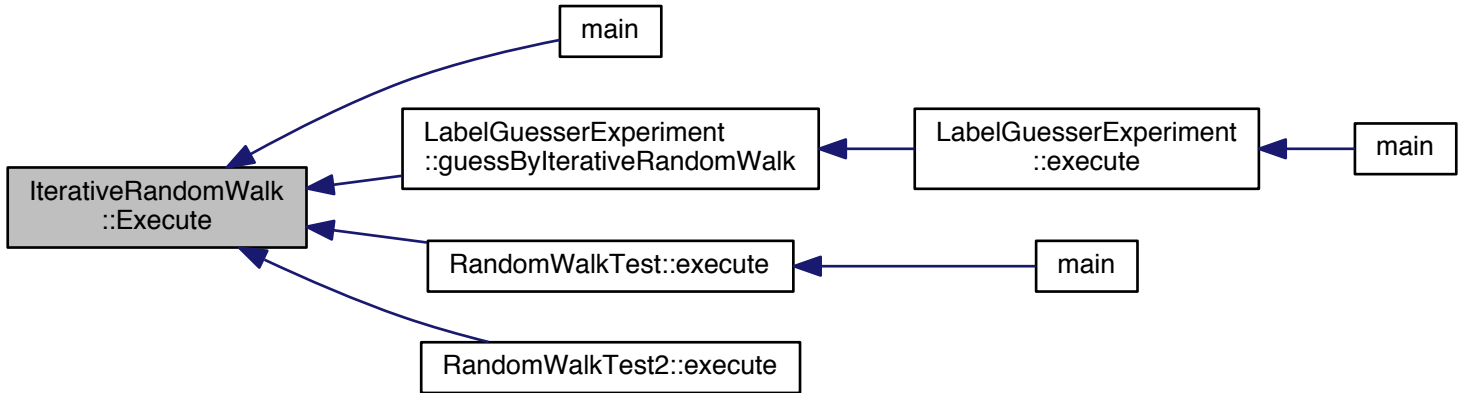 main
LabelGuesserExperiment
::guessByIterativeRandomWalk
LabelGuesserExperiment
::execute
main
IterativeRandomWalk
::Execute
RandomWalkTest::execute
main
RandomWalkTest2::execute